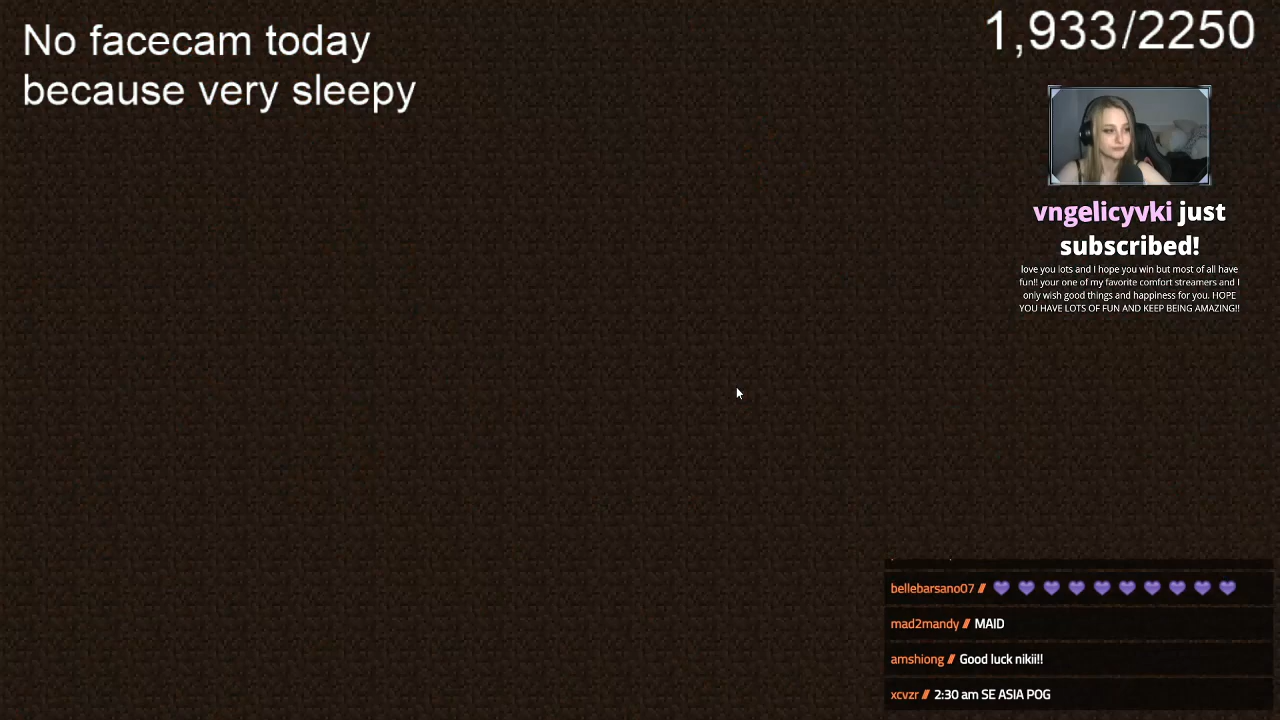 No facecam today
because very sleepy
1,933/2250
vngelicyvki just
subscribed!
love you lots and I hope you win but most of all have
fun!! your one of my favorite comfort streamers and I
only wish good things and happiness for you. HOPE
YOU HAVE LOTS OF FUN AND KEEP BEING AMAZING!!
bellebarsano07 // 💜 💜 💜 💜 💜 💜 💜 💜 💜 💜
mad2mandy // MAID
amshiong // Good luck nikii!!
xcvzr // 2:30 am SE ASIA POG